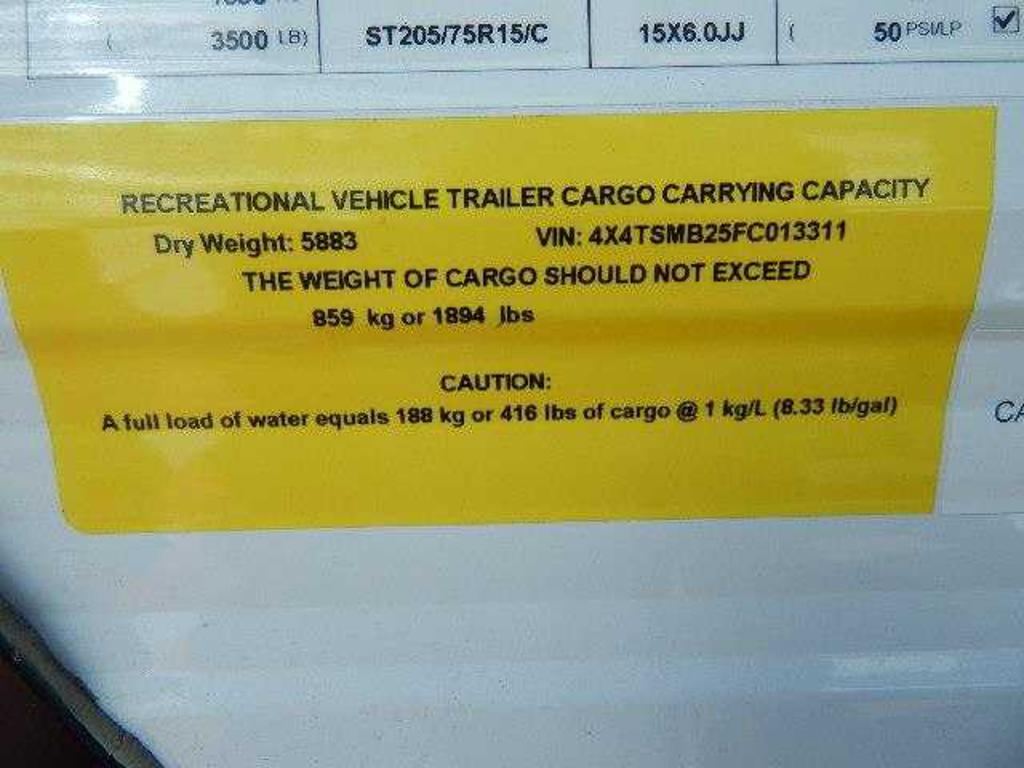 ( 3500 LB) ST205/75R15/C 15X6.0JJ ( 50 PSI/LP
RECREATIONAL VEHICLE TRAILER CARGO CARRYING CAPACITY
Dry Weight: 5883 VIN: 4X4TSMB25FC013311
THE WEIGHT OF CARGO SHOULD NOT EXCEED
859 kg or 1894 lbs
CAUTION:
A full load of water equals 188 kg or 416 lbs of cargo @ 1 kg/L (8.33 lb/gal)
CA